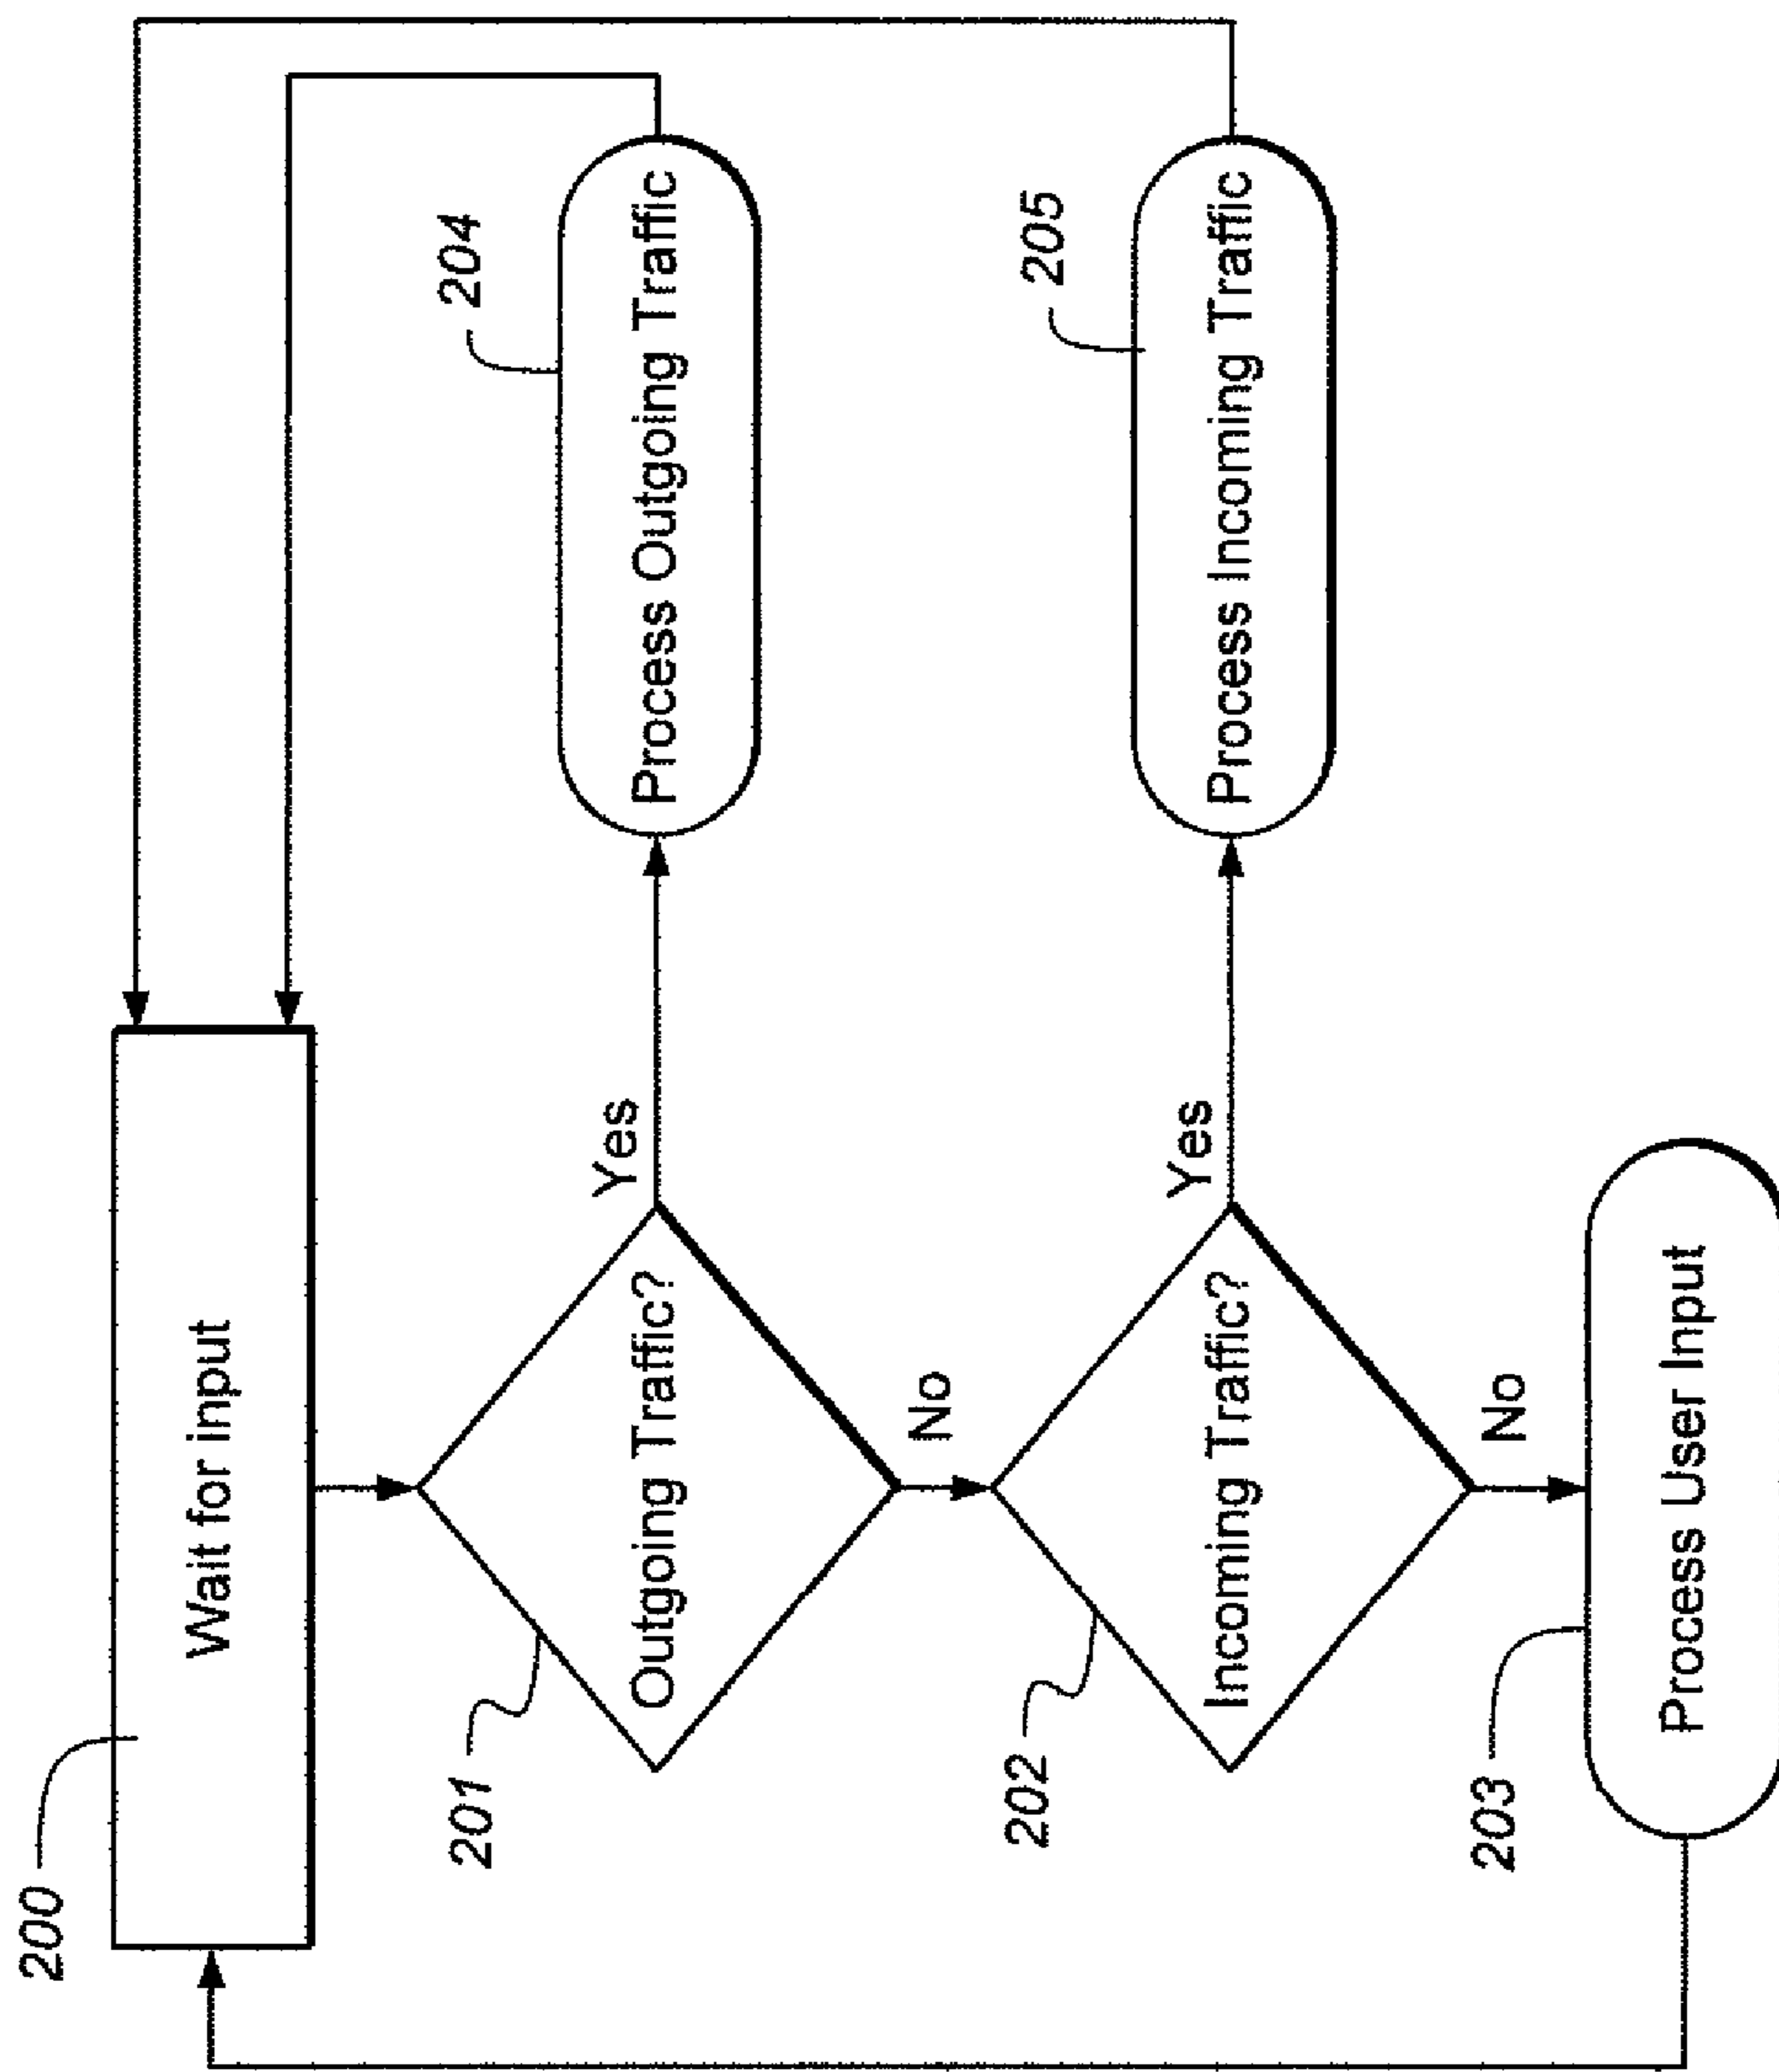 200
Wait for input
201
Outgoing Traffic?
Yes
204
Process Outgoing Traffic
No
202
Incoming Traffic?
Yes
205
Process Incoming Traffic
No
203
Process User Input